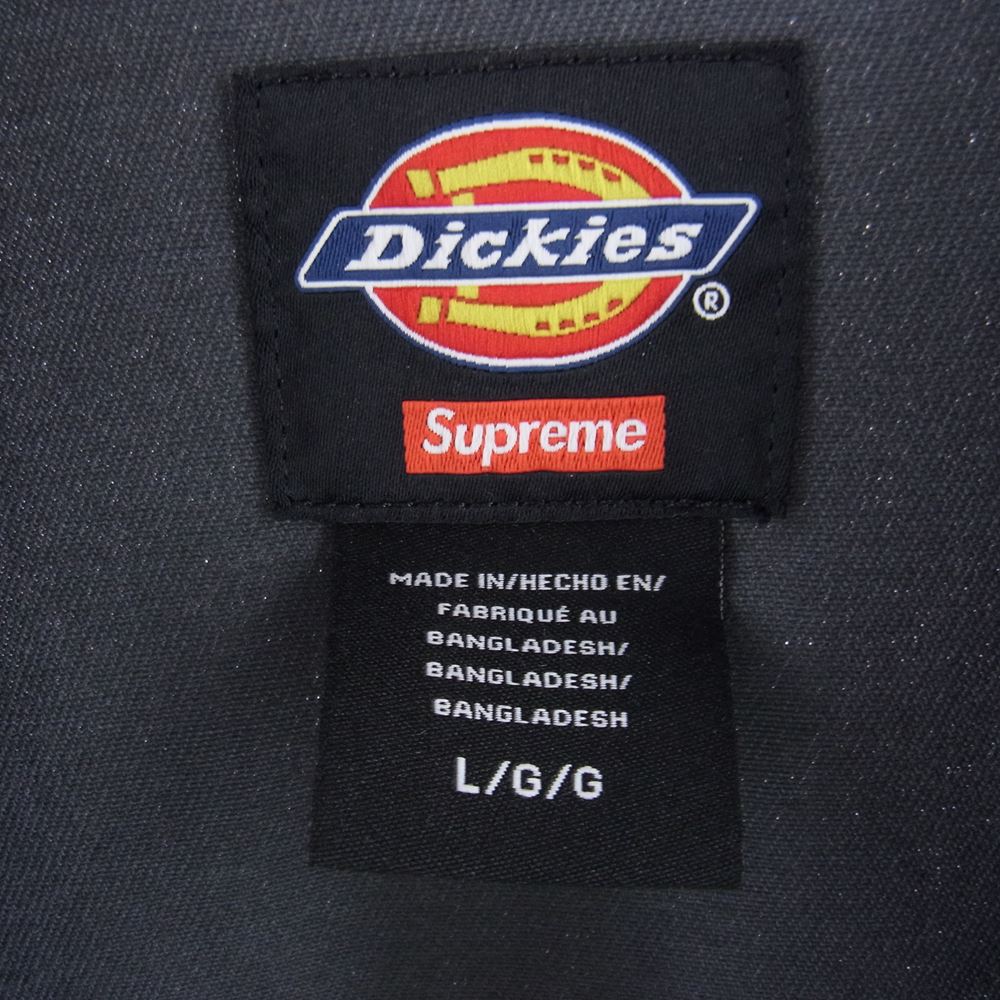 Dickies
®
Supreme
MADE IN/HECHO EN/
FABRIQUÉ AU
BANGLADESH/
BANGLADESH/
BANGLADESH
L/G/G